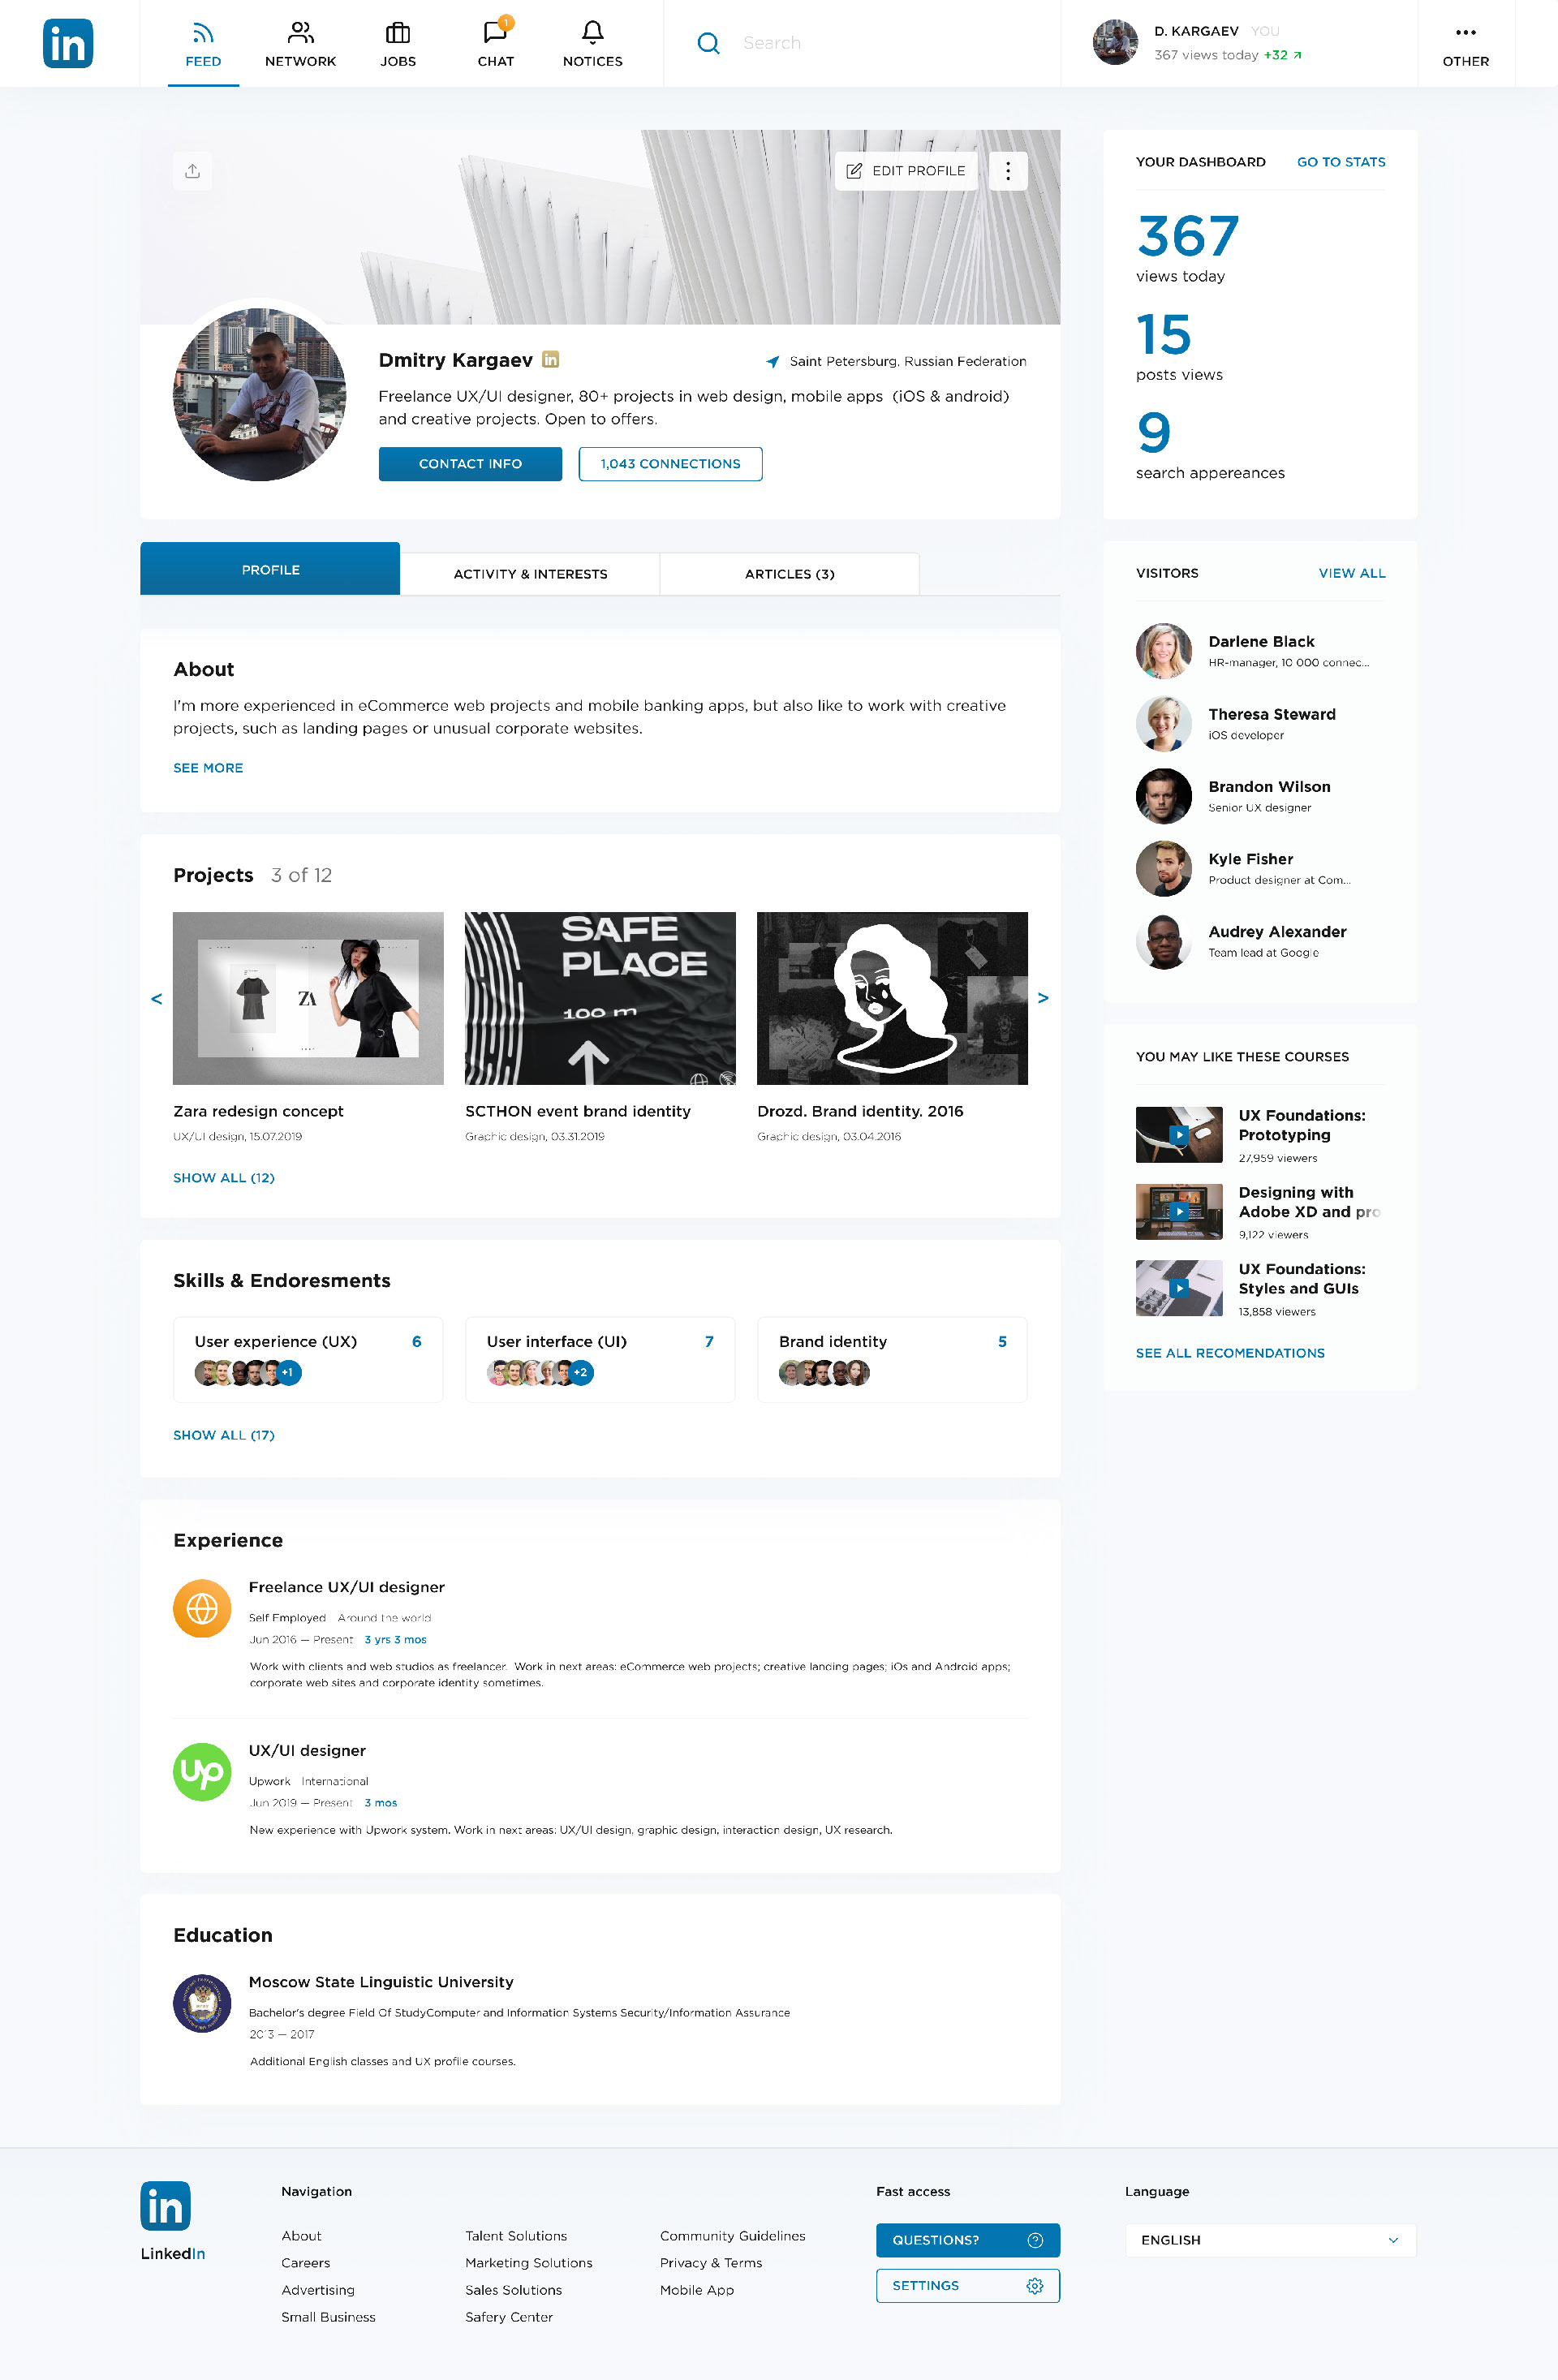 in
FEED
NETWORK
JOBS
1
CHAT
NOTICES
Search
D. KARGAEV YOU
367 views today +32
OTHER
EDIT PROFILE
Dmitry Kargaev in
Saint Petersburg, Russian Federation
Freelance UX/UI designer, 80+ projects in web design, mobile apps (iOS & android)
and creative projects. Open to offers.
CONTACT INFO
1,043 CONNECTIONS
YOUR DASHBOARD GO TO STATS
367
views today
15
posts views
9
search appereances
PROFILE
ACTIVITY & INTERESTS
ARTICLES (3)
About
I'm more experienced in eCommerce web projects and mobile banking apps, but also like to work with creative
projects, such as landing pages or unusual corporate websites.
SEE MORE
VISITORS VIEW ALL
Darlene Black
HR-manager, 10 000 connec...
Theresa Steward
iOS developer
Brandon Wilson
Senior UX designer
Kyle Fisher
Product designer at Com...
Audrey Alexander
Team lead at Google
Projects 3 of 12
<
ZA
SAFE
PLACE
100 m
>
Zara redesign concept
UX/UI design, 15.07.2019
SCTHON event brand identity
Graphic design, 03.31.2019
Drozd. Brand identity. 2016
Graphic design, 03.04.2016
SHOW ALL (12)
YOU MAY LIKE THESE COURSES
UX Foundations:
Prototyping
27,959 viewers
Designing with
Adobe XD and pro
9,122 viewers
UX Foundations:
Styles and GUIs
13,858 viewers
SEE ALL RECOMENDATIONS
Skills & Endoresments
User experience (UX) 6
+1
User interface (UI) 7
+2
Brand identity 5
SHOW ALL (17)
Experience
Freelance UX/UI designer
Self Employed Around the world
Jun 2016 — Present 3 yrs 3 mos
Work with clients and web studios as freelancer. Work in next areas: eCommerce web projects; creative landing pages; iOs and Android apps;
corporate web sites and corporate identity sometimes.
Up
UX/UI designer
Upwork International
Jun 2019 — Present 3 mos
New experience with Upwork system. Work in next areas: UX/UI design, graphic design, interaction design, UX research.
Education
Moscow State Linguistic University
Bachelor's degree Field Of StudyComputer and Information Systems Security/Information Assurance
2013 — 2017
Additional English classes and UX profile courses.
in
LinkedIn
Navigation
About
Careers
Advertising
Small Business
Talent Solutions
Marketing Solutions
Sales Solutions
Safery Center
Community Guidelines
Privacy & Terms
Mobile App
Fast access
QUESTIONS?
SETTINGS
Language
ENGLISH